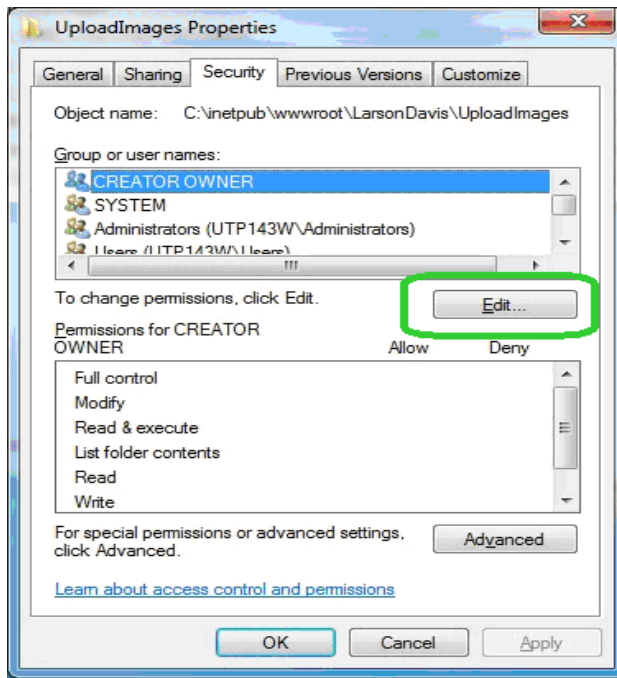 UploadImages Properties
General Sharing Security Previous Versions Customize
Object name: C:\inetpub\wwwroot\LarsonDavis\UploadImages
Group or user names:
CREATOR OWNER
SYSTEM
Administrators (UTP143W\Administrators)
Users (UTP143W\Users)
To change permissions, click Edit.
Edit...
Permissions for CREATOR
OWNER Allow Deny
Full control
Modify
Read & execute
List folder contents
Read
Write
For special permissions or advanced settings,
click Advanced.
Advanced
Learn about access control and permissions
OK Cancel Apply